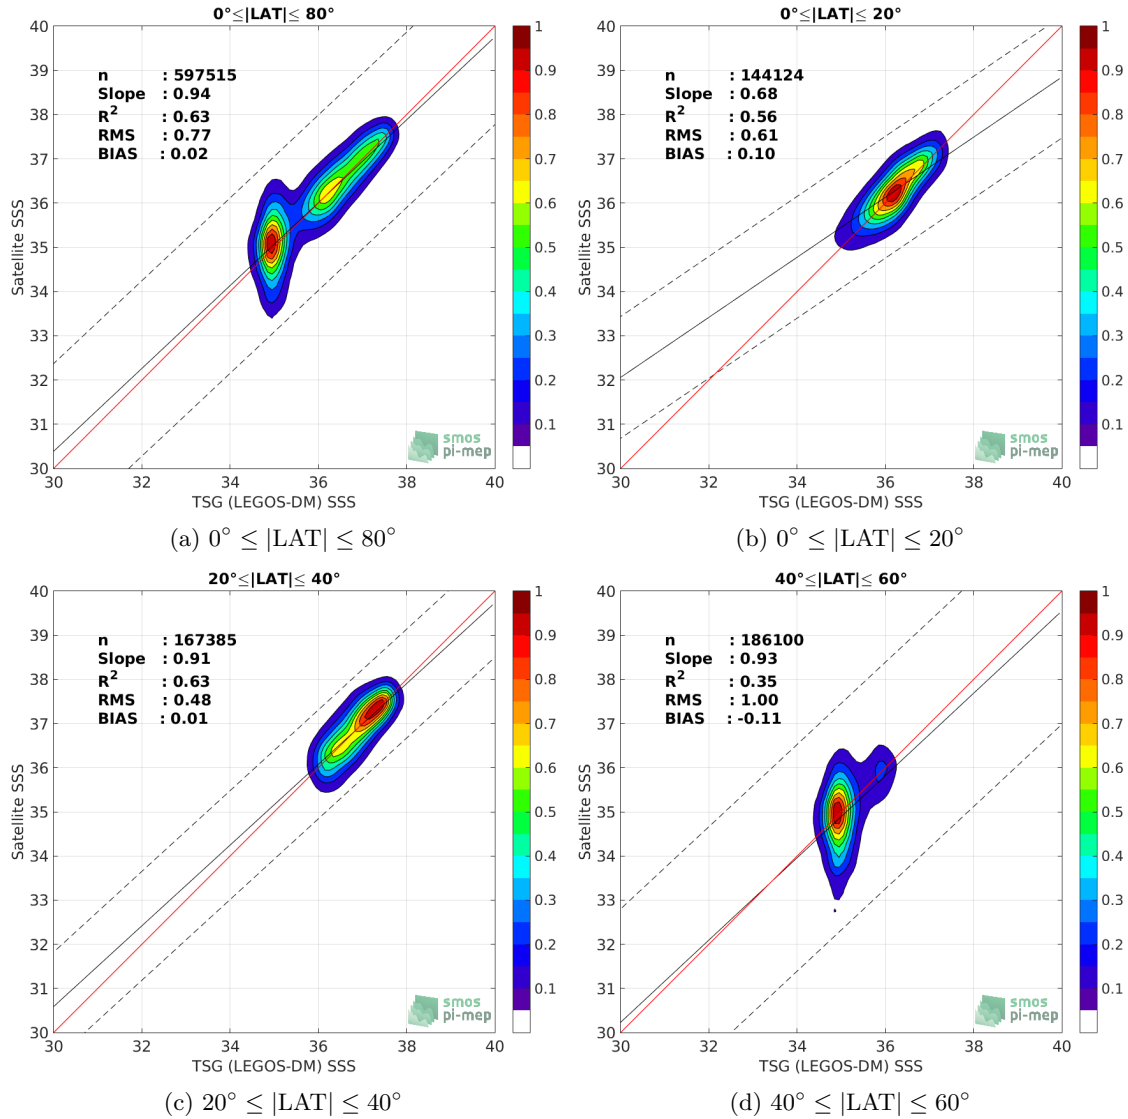 0°≤|LAT|≤ 80°
n : 597515
Slope : 0.94
R² : 0.63
RMS : 0.77
BIAS : 0.02
Satellite SSS
40
39
38
37
36
35
34
33
32
31
30
30 32 34 36 38 40
TSG (LEGOS-DM) SSS
1
0.9
0.8
0.7
0.6
0.5
0.4
0.3
0.2
0.1
smos
pi-mep
(a) 0° ≤ |LAT| ≤ 80°
0°≤|LAT|≤ 20°
n : 144124
Slope : 0.68
R² : 0.56
RMS : 0.61
BIAS : 0.10
Satellite SSS
40
39
38
37
36
35
34
33
32
31
30
30 32 34 36 38 40
TSG (LEGOS-DM) SSS
1
0.9
0.8
0.7
0.6
0.5
0.4
0.3
0.2
0.1
smos
pi-mep
(b) 0° ≤ |LAT| ≤ 20°
20°≤|LAT|≤ 40°
n : 167385
Slope : 0.91
R² : 0.63
RMS : 0.48
BIAS : 0.01
Satellite SSS
40
39
38
37
36
35
34
33
32
31
30
30 32 34 36 38 40
TSG (LEGOS-DM) SSS
1
0.9
0.8
0.7
0.6
0.5
0.4
0.3
0.2
0.1
smos
pi-mep
(c) 20° ≤ |LAT| ≤ 40°
40°≤|LAT|≤ 60°
n : 186100
Slope : 0.93
R² : 0.35
RMS : 1.00
BIAS : -0.11
Satellite SSS
40
39
38
37
36
35
34
33
32
31
30
30 32 34 36 38 40
TSG (LEGOS-DM) SSS
1
0.9
0.8
0.7
0.6
0.5
0.4
0.3
0.2
0.1
smos
pi-mep
(d) 40° ≤ |LAT| ≤ 60°